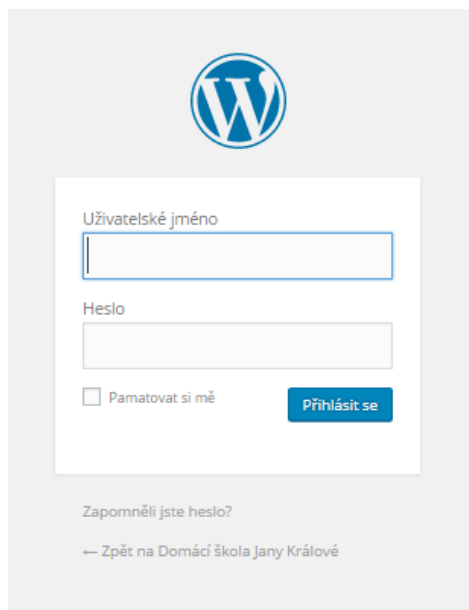 Uživatelské jméno
Heslo
Pamatovat si mě
Přihlásit se
Zapomněli jste heslo?
← Zpět na Domácí škola Jany Králové